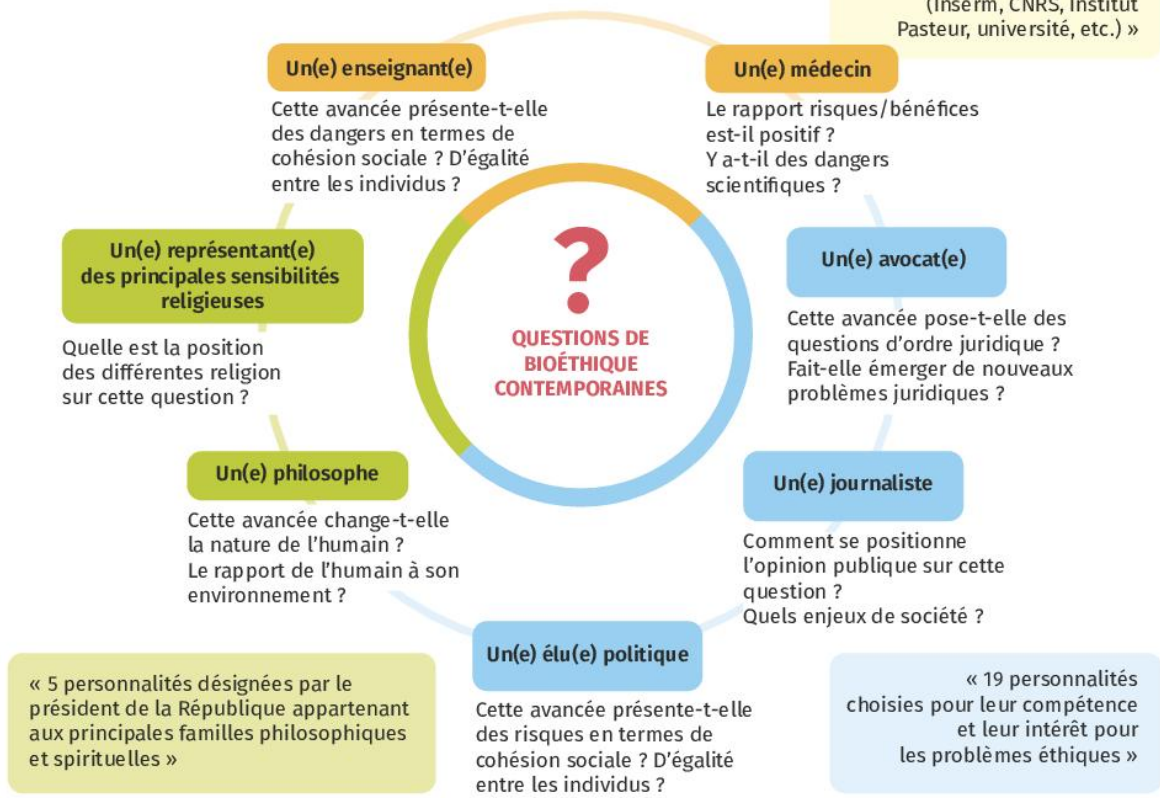 (Inserm, CNRS, Institut
Pasteur, université, etc.) »
Un(e) enseignant(e)
Cette avancée présente-t-elle
des dangers en termes de
cohésion sociale ? D'égalité
entre les individus ?
Un(e) médecin
Le rapport risques/bénéfices
est-il positif ?
Y a-t-il des dangers
scientifiques ?
Un(e) représentant(e)
des principales sensibilités
religieuses
Quelle est la position
des différentes religion
sur cette question ?
?
QUESTIONS DE
BIOÉTHIQUE
CONTEMPORAINES
Un(e) avocat(e)
Cette avancée pose-t-elle des
questions d'ordre juridique ?
Fait-elle émerger de nouveaux
problèmes juridiques ?
Un(e) philosophe
Cette avancée change-t-elle
la nature de l'humain ?
Le rapport de l'humain à son
environnement ?
Un(e) journaliste
Comment se positionne
l'opinion publique sur cette
question ?
Quels enjeux de société ?
Un(e) élu(e) politique
Cette avancée présente-t-elle
des risques en termes de
cohésion sociale ? D'égalité
entre les individus ?
« 5 personnalités désignées par le
président de la République appartenant
aux principales familles philosophiques
et spirituelles »
« 19 personnalités
choisies pour leur compétence
et leur intérêt pour
les problèmes éthiques »